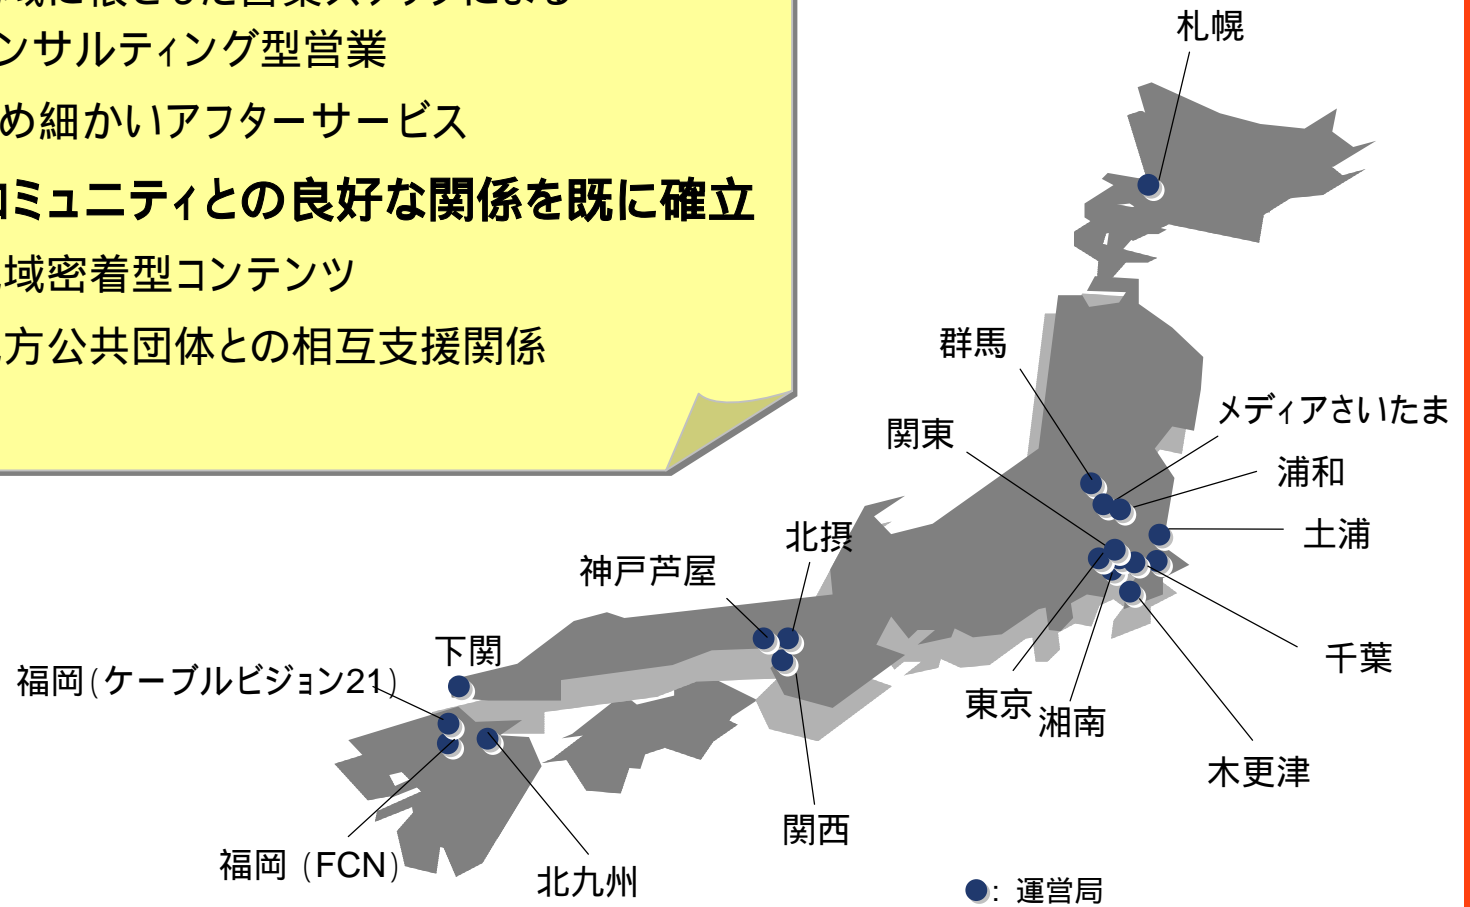 ンサルティング型営業
め細かいアフターサービス
コミュニティとの良好な関係を既に確立
域密着型コンテンツ
方公共団体との相互支援関係
札幌
群馬
メディアさいたま
関東
浦和
土浦
北摂
神戸芦屋
下関
福岡(ケーブルビジョン21)
千葉
東京
湘南
木更津
関西
福岡 (FCN)
北九州
: 運営局